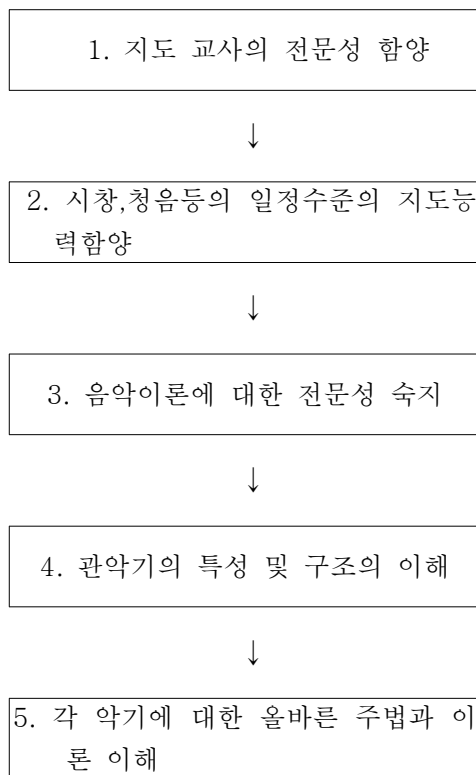 1. 지도 교사의 전문성 함양
↓
2. 시창,청음등의 일정수준의 지도능
력함양
↓
3. 음악이론에 대한 전문성 숙지
↓
4. 관악기의 특성 및 구조의 이해
↓
5. 각 악기에 대한 올바른 주법과 이
론 이해